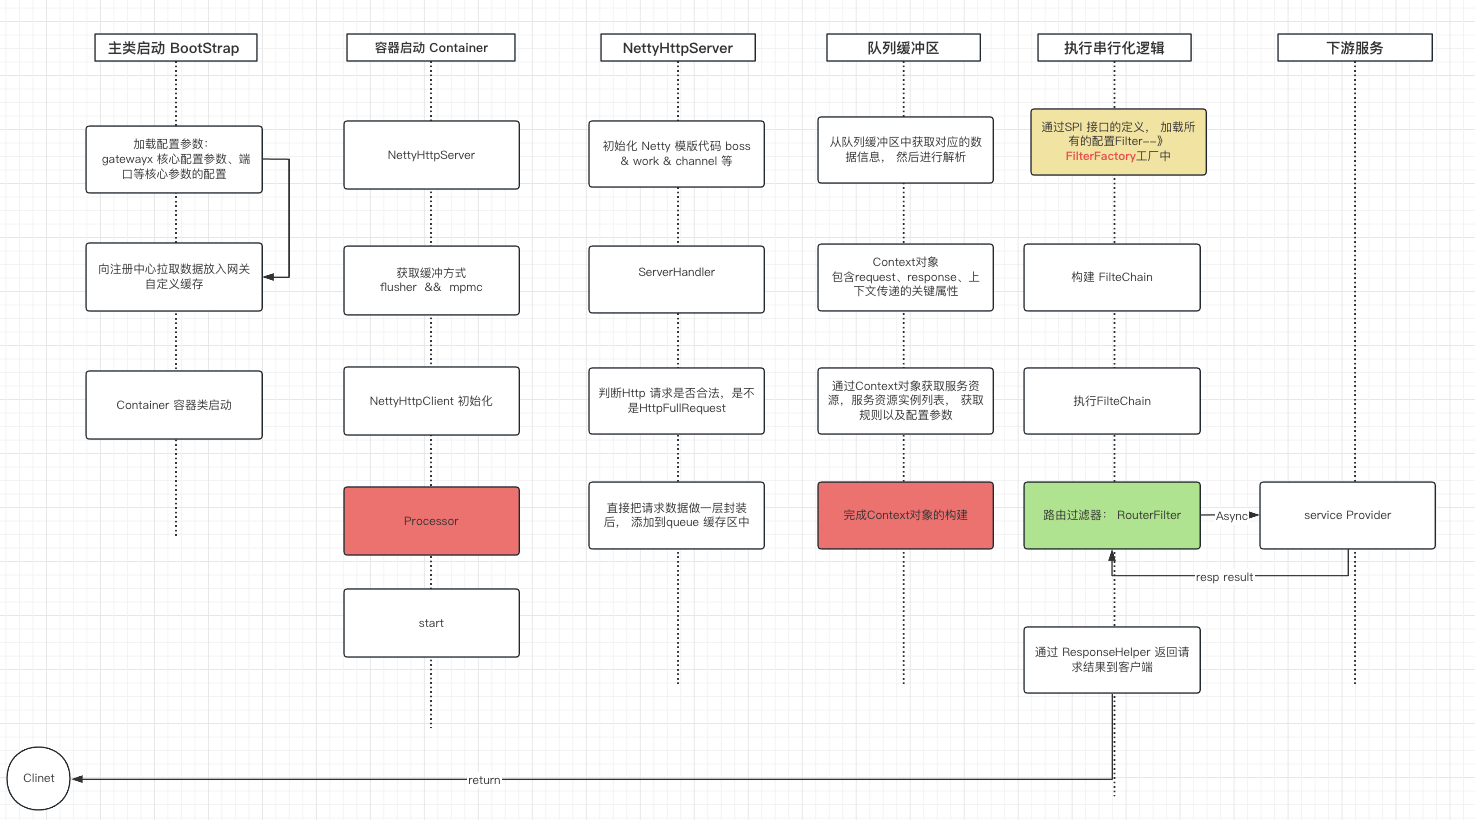 主类启动 BootStrap
加载配置参数：
gatewayx 核心配置参数、端
口等核心参数的配置
向注册中心拉取数据放入网关
自定义缓存
Container 容器类启动
容器启动 Container
NettyHttpServer
获取缓冲方式
flusher && mpmc
NettyHttpClient 初始化
Processor
start
NettyHttpServer
初始化 Netty 模版代码 boss
& work & channel 等
ServerHandler
判断Http 请求是否合法，是不
是HttpFullRequest
直接把请求数据做一层封装
后， 添加到queue 缓存区中
队列缓冲区
从队列缓冲区中获取对应的数
据信息， 然后进行解析
Context对象
包含request、response、上
下文传递的关键属性
通过Context对象获取服务资
源，服务资源实例列表， 获取
规则以及配置参数
完成Context对象的构建
执行串行化逻辑
通过SPI 接口的定义， 加载所
有的配置Filter--》
FilterFactory工厂中
构建 FilteChain
执行FilteChain
路由过滤器： RouterFilter
Async
resp result
通过 ResponseHelper 返回请
求结果到客户端
下游服务
service Provider
return
Clinet